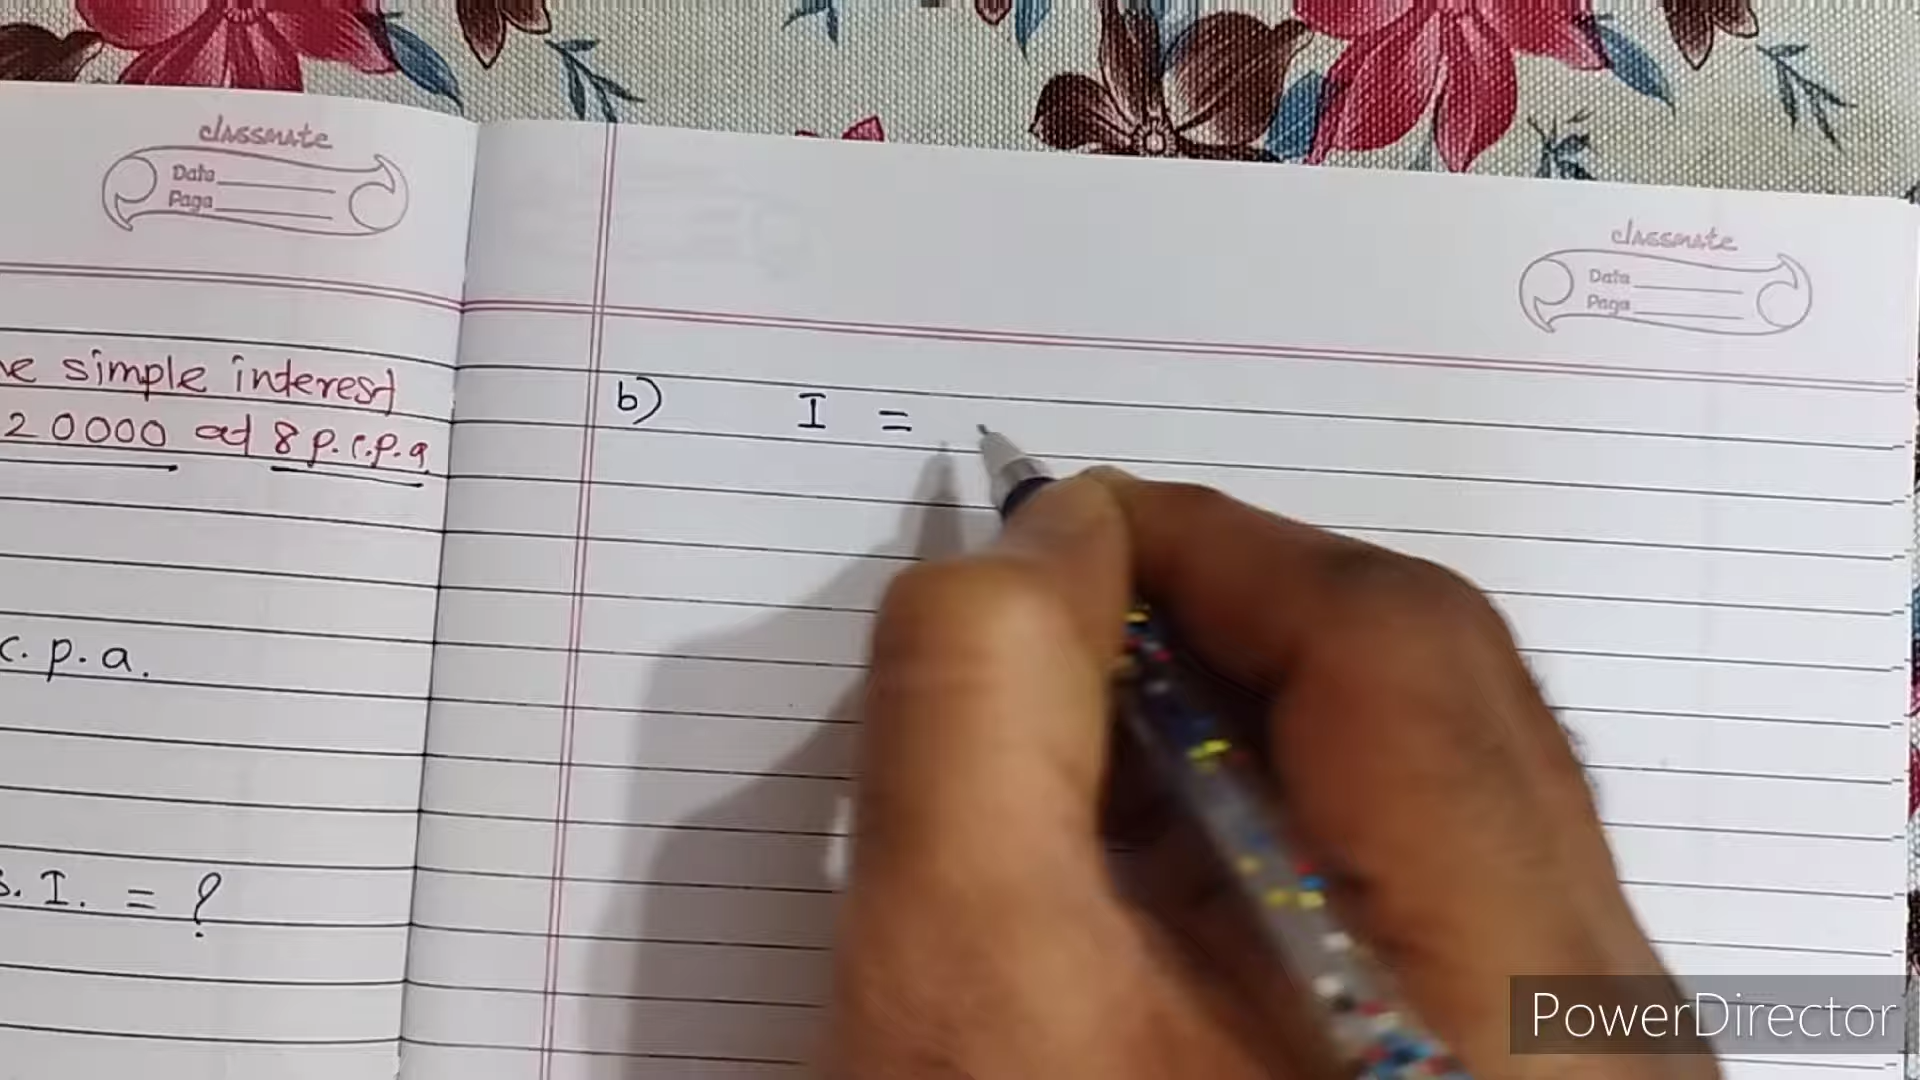 classmate
Date
Page
simple interest
20000 at 8 p.c.p.a
c. p. a.
S. I. = ?
classmate
Date
Page
b) I =
PowerDirector